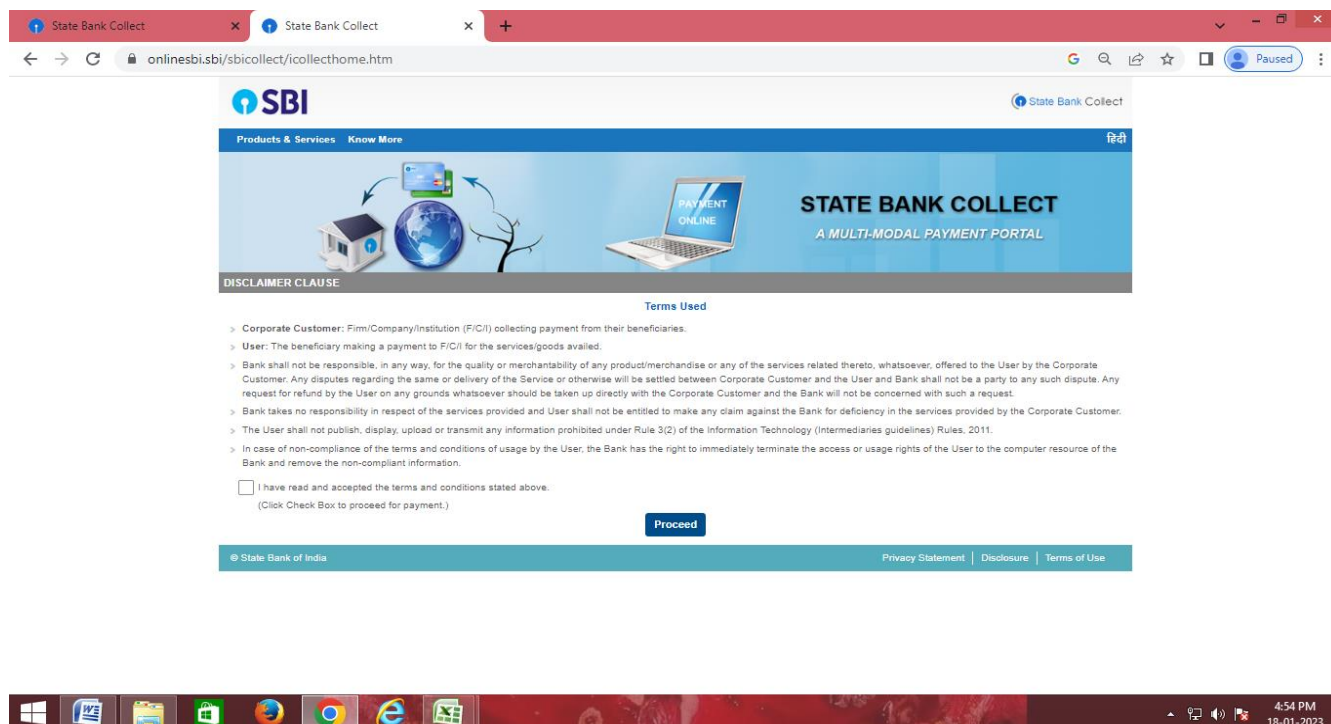 State Bank Collect
State Bank Collect
onlinesbi.sbi/sbicollect/icollecthome.htm
Paused
SBI
State Bank Collect
Products & Services Know More
हिंदी
PAYMENT
ONLINE
STATE BANK COLLECT
A MULTI-MODAL PAYMENT PORTAL
DISCLAIMER CLAUSE
Terms Used
» Corporate Customer: Firm/Company/Institution (F/C/I) collecting payment from their beneficiaries.
» User: The beneficiary making a payment to F/C/I for the services/goods availed.
» Bank shall not be responsible, in any way, for the quality or merchantability of any product/merchandise or any of the services related thereto, whatsoever, offered to the User by the Corporate
Customer. Any disputes regarding the same or delivery of the Service or otherwise will be settled between Corporate Customer and the User and Bank shall not be a party to any such dispute. Any
request for refund by the User on any grounds whatsoever should be taken up directly with the Corporate Customer and the Bank will not be concerned with such a request.
» Bank takes no responsibility in respect of the services provided and User shall not be entitled to make any claim against the Bank for deficiency in the services provided by the Corporate Customer.
» The User shall not publish, display, upload or transmit any information prohibited under Rule 3(2) of the Information Technology (Intermediaries guidelines) Rules, 2011.
» In case of non-compliance of the terms and conditions of usage by the User, the Bank has the right to immediately terminate the access or usage rights of the User to the computer resource of the
Bank and remove the non-compliant information.
I have read and accepted the terms and conditions stated above.
(Click Check Box to proceed for payment.)
Proceed
© State Bank of India
Privacy Statement | Disclosure | Terms of Use
4:54 PM
18-01-2023